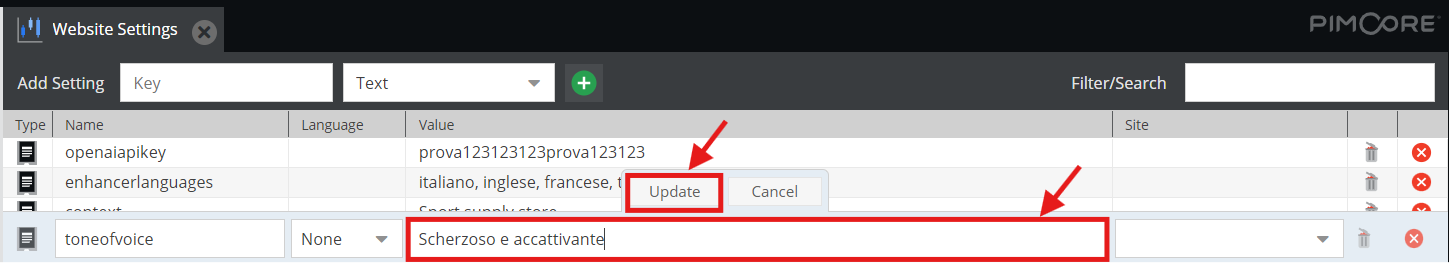 Website Settings
PIMCORE
Add Setting Key Text Filter/Search
Type Name Language Value Site
openaiapikey prova123123123prova123123
enhancerlanguages italiano, inglese, francese, t
Update Cancel
context Sport supply store
toneofvoice None Scherzoso e accattivante